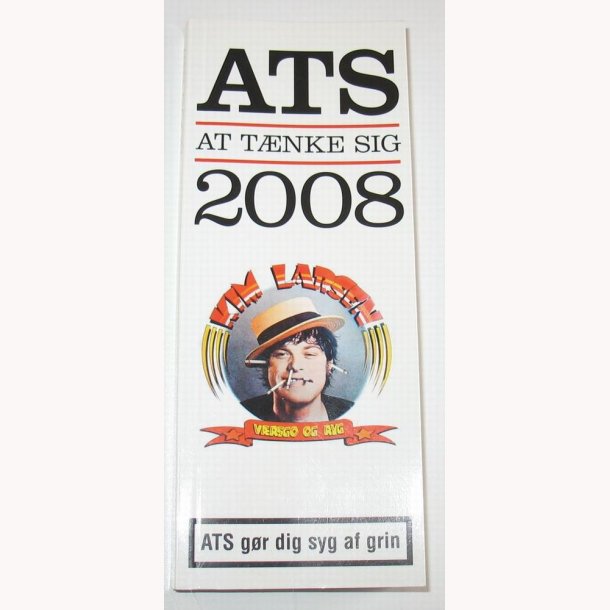 ATS
AT TÆNKE SIG
2008
KIM LARSEN
VÆRSGO OG RYG
ATS gør dig syg af grin